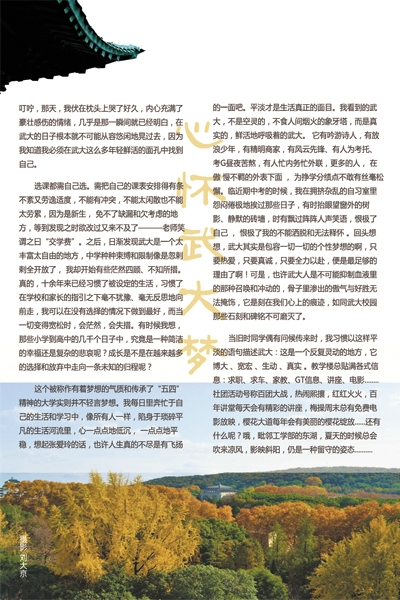 心怀武大梦
叮咛，那天，我伏在枕头上哭了好久，内心充满了
豪壮感伤的情绪，几乎是那一瞬间就已经明白，在
武大的日子根本就不可能从容悠闲地晃过去，因为
我知道我必须在武大这么多年轻鲜活的面孔中找到
自己。
选课都需自己选。需把自己的课表安排得有条
不紊又劳逸适度，不能有冲突，不能太闲散也不能
太劳累，因为是新生，免不了缺漏和欠考虑的地
方，等到发现之时欲改过又来不及了———老师笑
谓之日“交学费”。之后，日渐发现武大是一个太
丰富太自由的地方，中学种种束缚和限制像是忽剩
剩全开放了，我却开始有些茫然四顾、不知所措。
真的，十余年来已经习惯了被设定的生活，习惯了
在学校和家长的指引之下毫不犹豫、毫无反思地向
前走，我可以在没有选择的情况下做到最好，而当
一切变得宽松时，会茫然，会失措。有时候我想，
那些小学到高中的几千个日子中，究竟是一种简洁
的幸福还是复杂的悲哀呢？成长是不是在越来越多
的选择和放弃中走向一条未知的归程呢？
这个被称作有着梦想的气质和传承了“五四”
精神的大学实则并不轻言梦想。我每日里奔忙于自
己的生活和学习中，像所有人一样，陷身于琐碎平
凡的生活河流里，心一点点地低沉，一点点地平
稳，想起张爱玲的话，也许人生真的不尽是有飞扬
的一面吧。平淡才是生活真正的面目。我看到的武
大，不是空灵的，不食人间烟火的象牙塔，而是真
实的，鲜活地呼吸着的武大。它有吟游诗人，有放
浪少年，有精明商家，有风云先锋、有人为考托、
考G昼夜苦熬，有人忙内务忙外联，更多的人，在
傲慢不羁的外表下面，为挣学分绩点不敢有丝毫松
懈。临近期中考的时候，我在拥挤杂乱的自习室里
怨闷倦极地挨过那些日子，有时抬眼望窗外的树
影、静默的砖墙，时有飘过阵阵人声笑语，恨极了
自己，恨极了我的不能洒脱和无法释怀。回头想
想，武大其实是包容一切一切的个性梦想的啊，只
要热爱，只要真诚，只要全力以赴，便是最足够的
理由了啊！可是，也许武大人是不可能抑制血液里
的那种召唤和冲动的，骨子里渗出的傲气与好胜无
法掩饰，它是刻在我们心上的痕迹，如同武大校园
那些石刻和碑铭不可磨灭了。
当旧时同学偶有问候传来时，我习惯以这样平
淡的语句描述武大：这是一个反复灵动的地方，它
博大、宽宏、生动、真实。教学楼总贴满各式信
息：求职、求车、家教、GT信息、讲座、电影……
社团活动号称百团大战，热闹熙攘，红红火火，百
年讲堂每天会有精彩的讲座，梅操周末总有免费电
影放映，樱花大道每年会有美丽的樱花绽放……还有
什么呢？哦，毗邻工学部的东湖，夏天的时候总会
吹来凉风，影映斜阳，仍是一种留守的姿态…………
摄影 刘大京